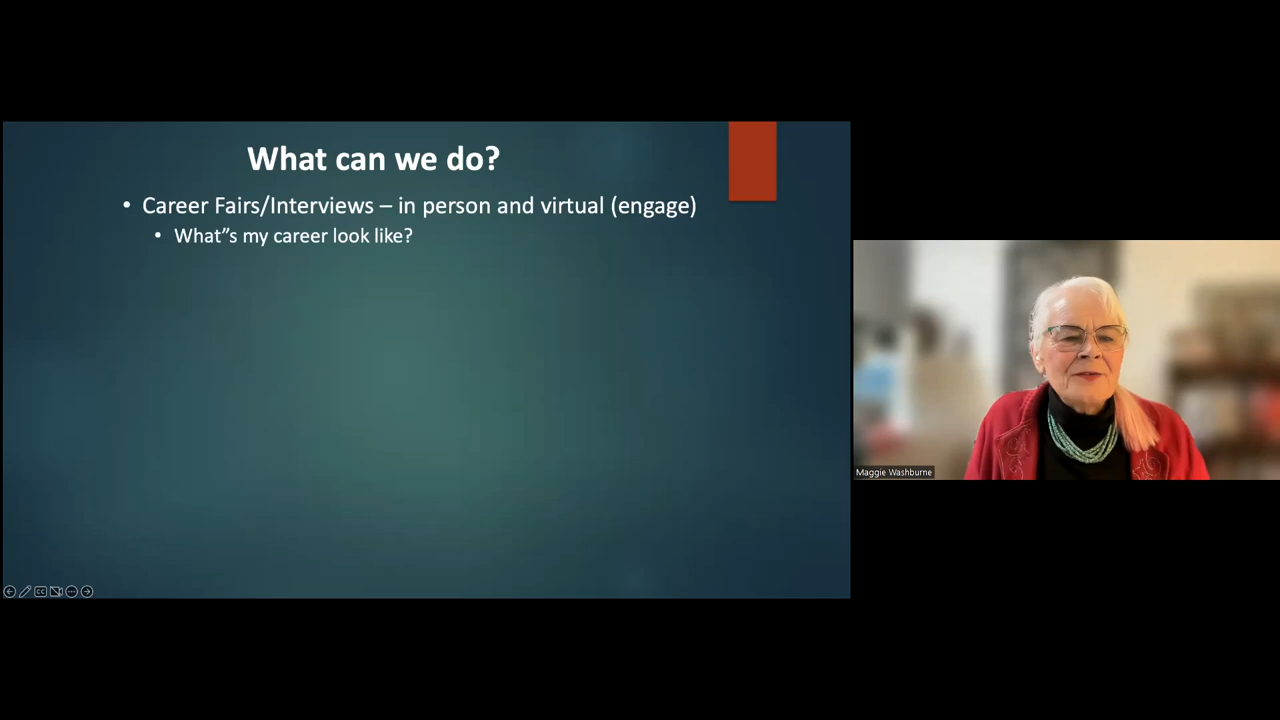 What can we do?
• Career Fairs/Interviews – in person and virtual (engage)
• What”s my career look like?
Maggie Washburne